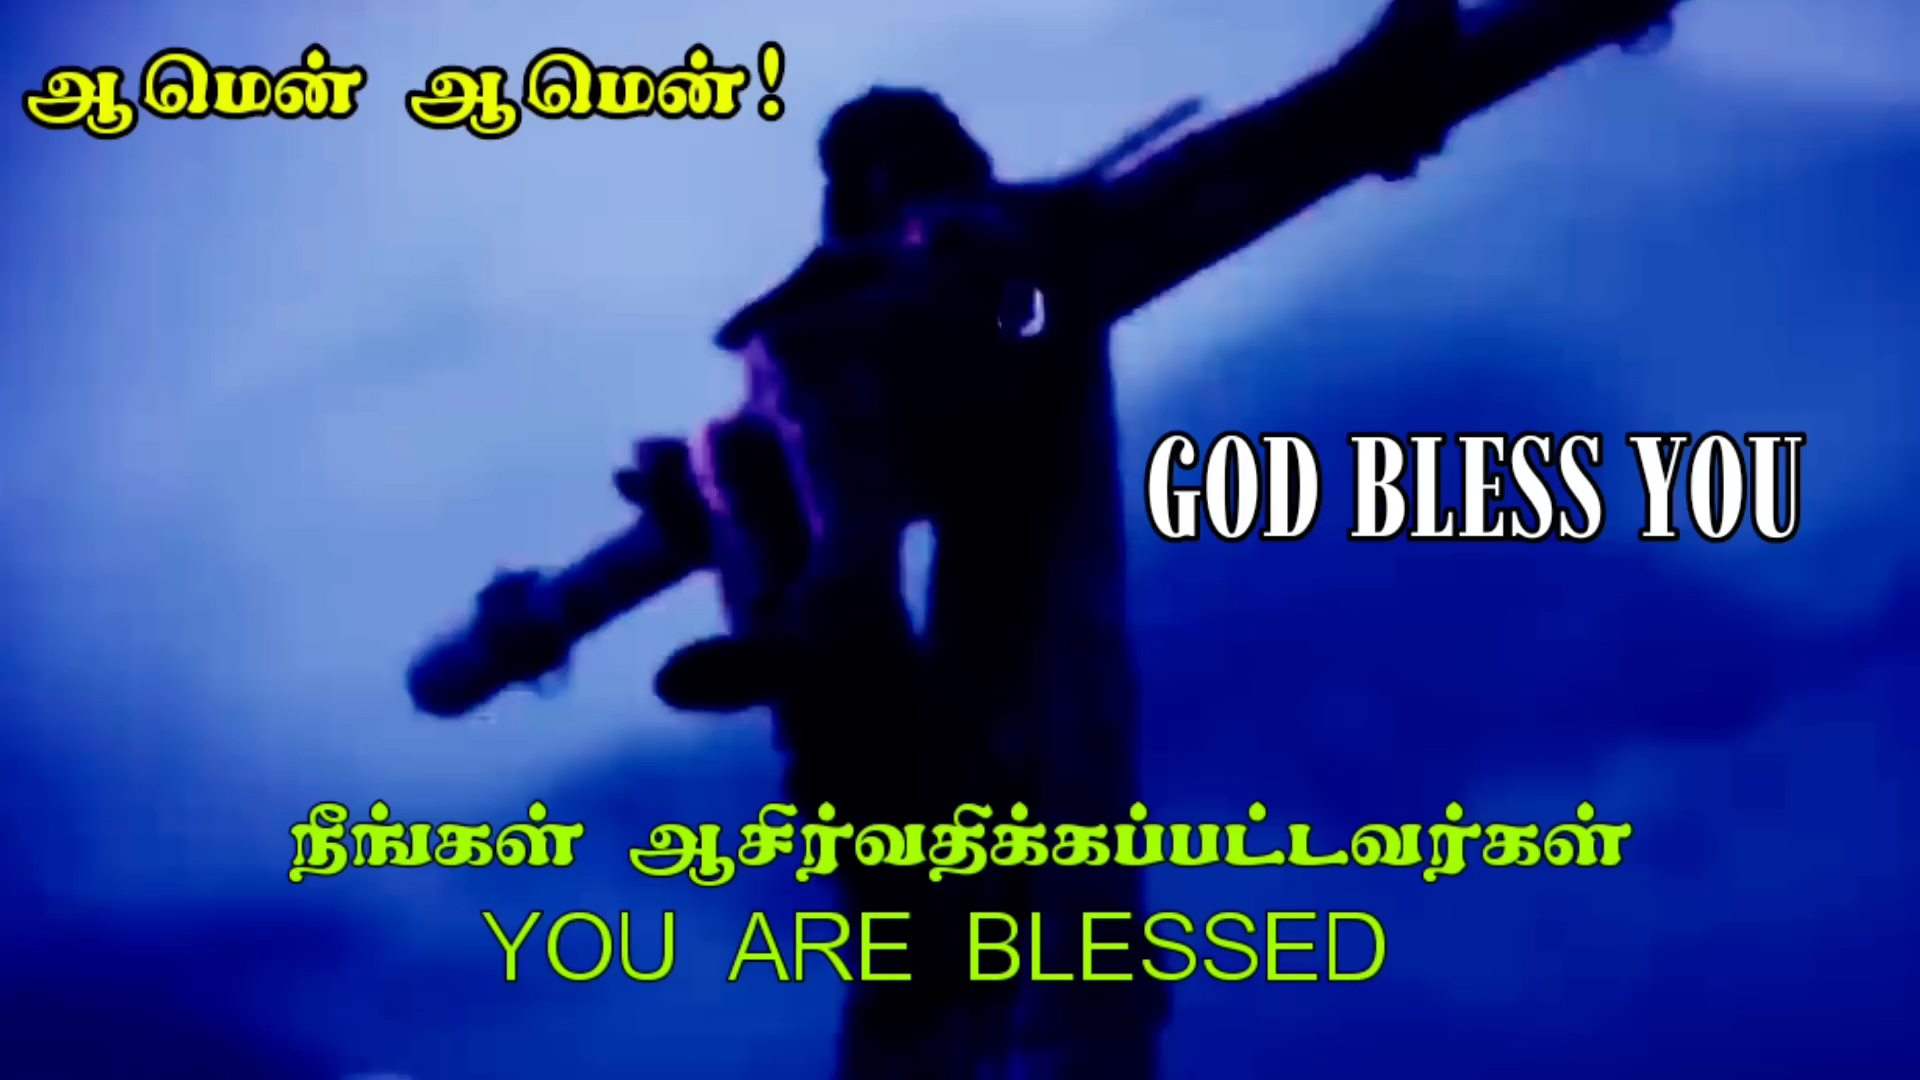 ஆமென் ஆமென்!
GOD BLESS YOU
நீங்கள் ஆசிர்வதிக்கப்பட்டவர்கள்
YOU ARE BLESSED